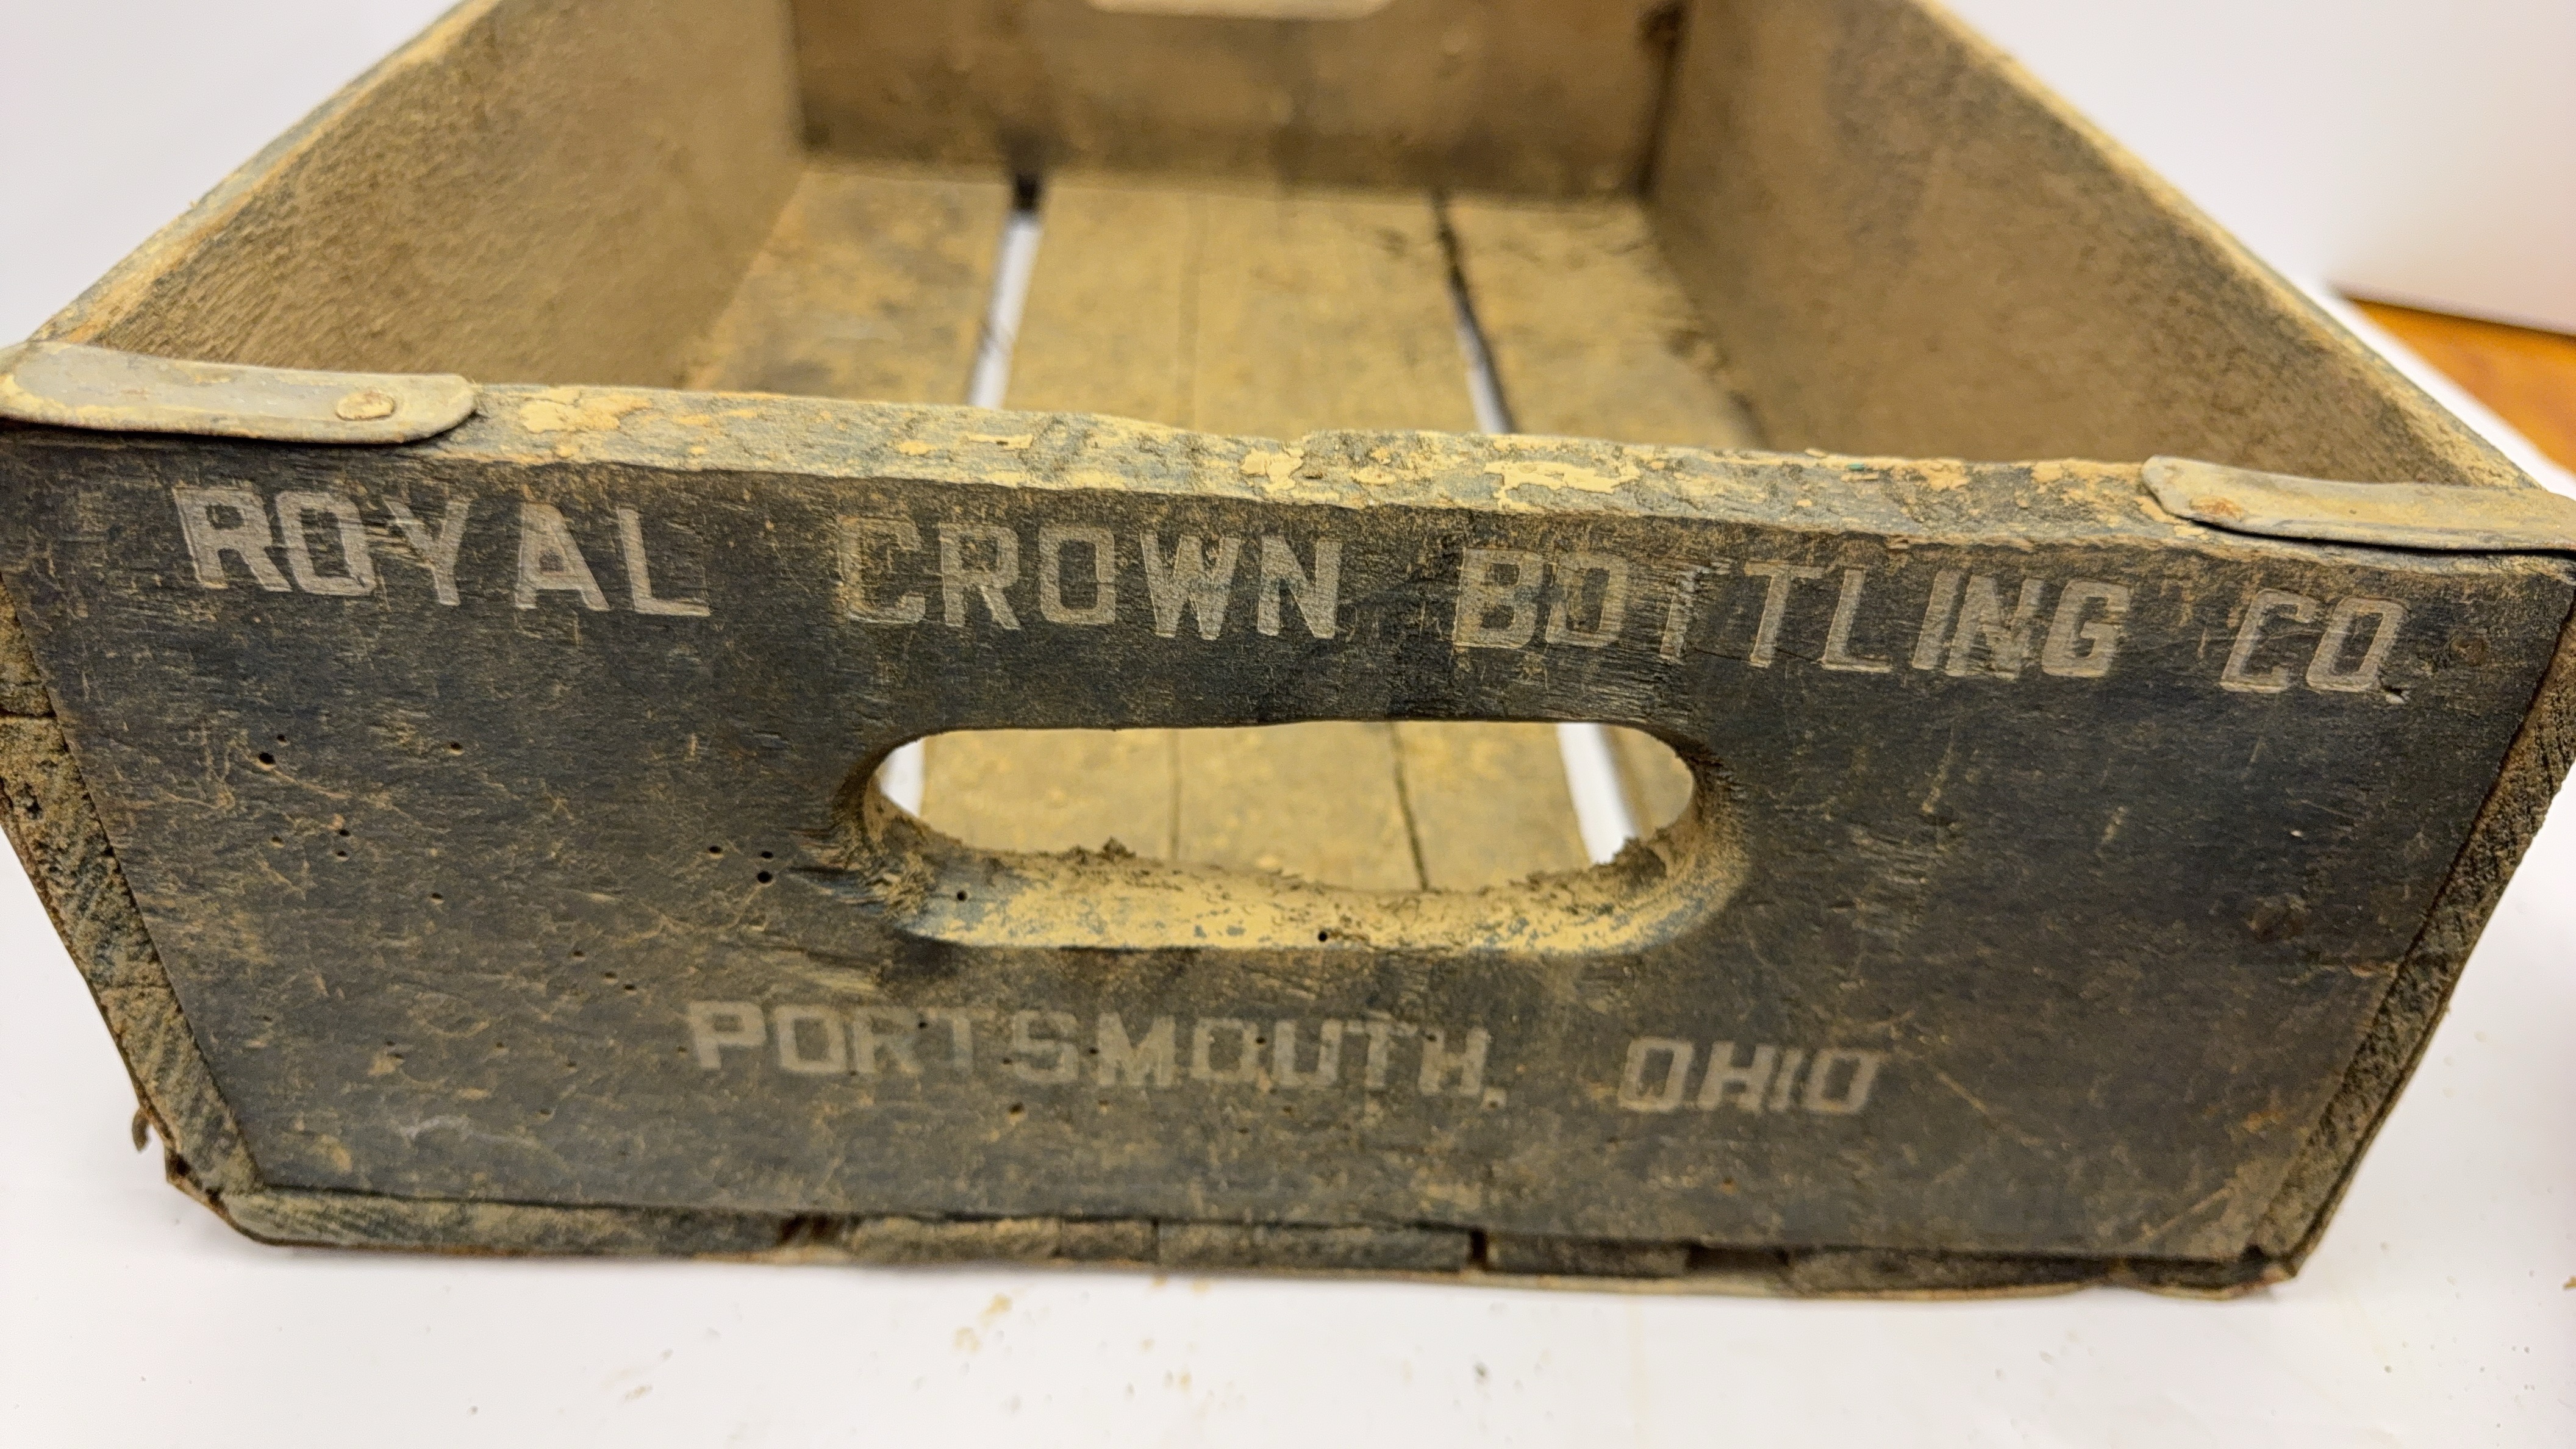 ROYAL CROWN BOTTLING CO.
PORTSMOUTH, OHIO